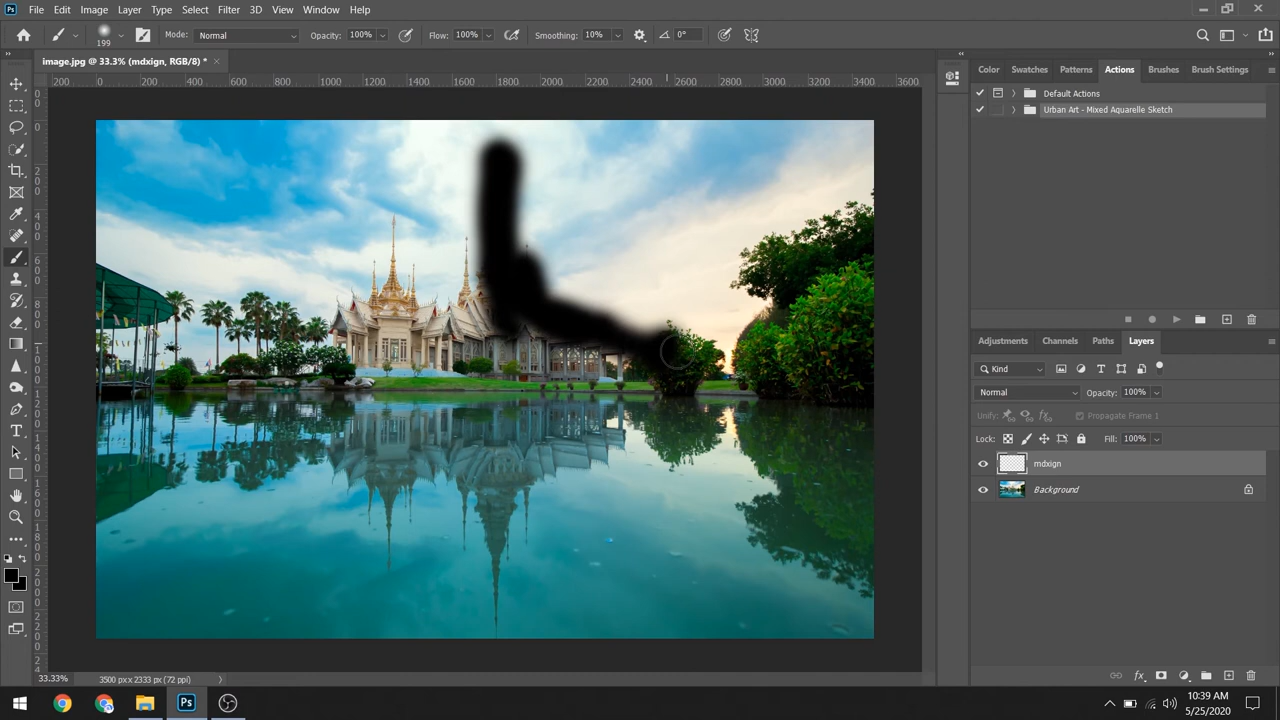 Ps File Edit Image Layer Type Select Filter 3D View Window Help
199 Mode: Normal Opacity: 100% Flow: 100% Smoothing: 10% 0°
image.jpg @ 33.3% (mdxign, RGB/8) * ×
200 0 200 400 600 800 1000 1200 1400 1600 1800 2000 2200 2400 2600 2800 3000 3200 3400 3600
Color Swatches Patterns Actions Brushes Brush Settings
Default Actions
Urban Art - Mixed Aquarelle Sketch
Adjustments Channels Paths Layers
Kind
Normal Opacity: 100%
Unify: Propagate Frame 1
Lock: Fill: 100%
mdxign
Background
33.33% 3500 px x 2333 px (72 ppi)
Ps
10:39 AM
5/25/2020